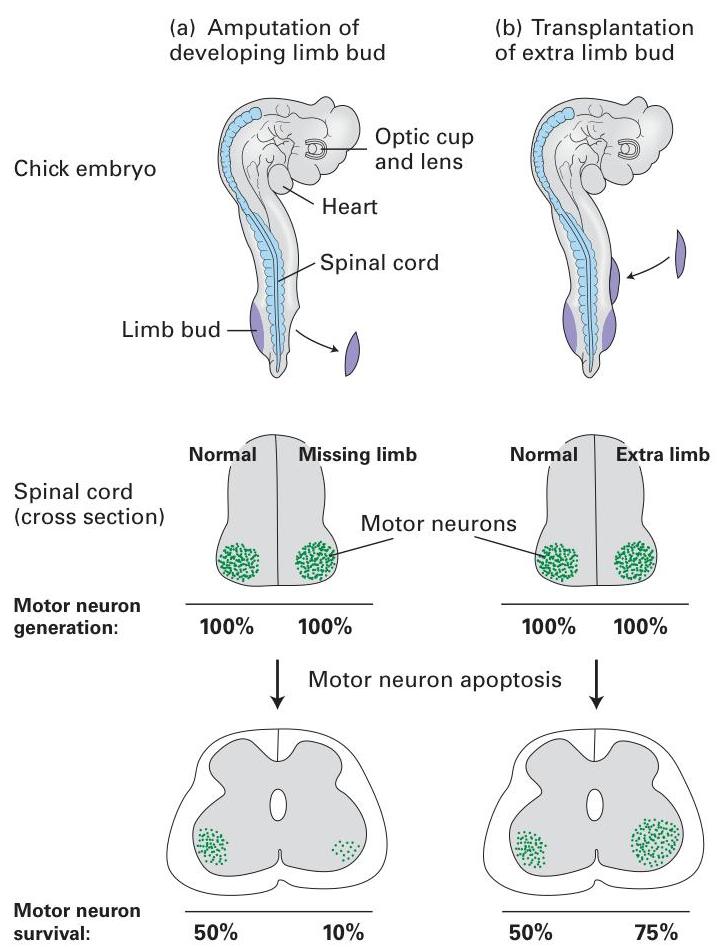 (a) Amputation of
developing limb bud
(b) Transplantation
of extra limb bud
Chick embryo
Optic cup
and lens
Heart
Spinal cord
Limb bud
Normal
Missing limb
Normal
Extra limb
Spinal cord
(cross section)
Motor neurons
Motor neuron
generation:
100%
100%
100%
100%
Motor neuron apoptosis
Motor neuron
survival:
50%
10%
50%
75%